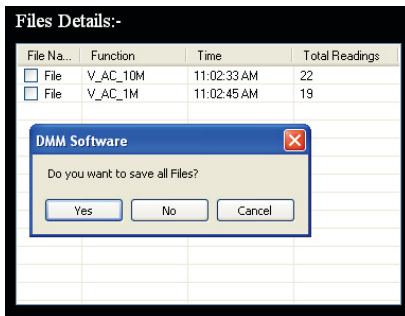 Files Details:-
File Na... Function Time Total Readings
File V_AC_10M 11:02:33 AM 22
File V_AC_1M 11:02:45 AM 19
DMM Software
Do you want to save all Files?
Yes No Cancel